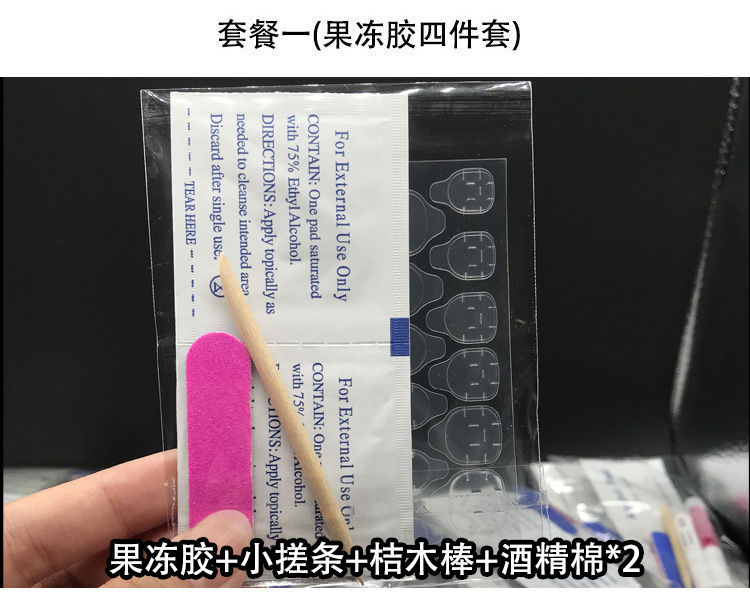 套餐一(果冻胶四件套)
For External Use Only
CONTAIN: One pad saturated
with 75% Ethyl Alcohol.
DIRECTIONS: Apply topically as
needed to cleanse intended area.
Discard after single use.
TEAR HERE
For External Use Only
CONTAIN: One
with 75%
Alcohol.
IONS: Apply topically
果冻胶+小搓条+桔木棒+酒精棉*2